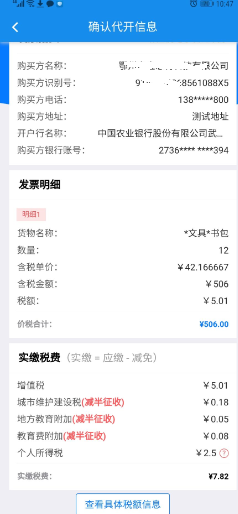 10:47
确认代开信息
购买方名称: 有限公司
购买方识别号: 8561088X5
购买方电话: 138*****800
购买方地址: 测试地址
开户行名称: 中国农业银行股份有限公司武...
购买方银行账号: 2736**** ****394
发票明细
明细1
货物名称: *文具*书包
数量: 12
含税单价: ￥42.166667
含税金额: ￥506
税额: ￥5.01
价税合计: ￥506.00
实缴税费（实缴 = 应缴 - 减免）
增值税 ￥5.01
城市维护建设税(减半征收) ￥0.18
地方教育附加(减半征收) ￥0.05
教育费附加(减半征收) ￥0.08
个人所得税 ￥2.5 ?
实缴税费: ￥7.82
查看具体税额信息